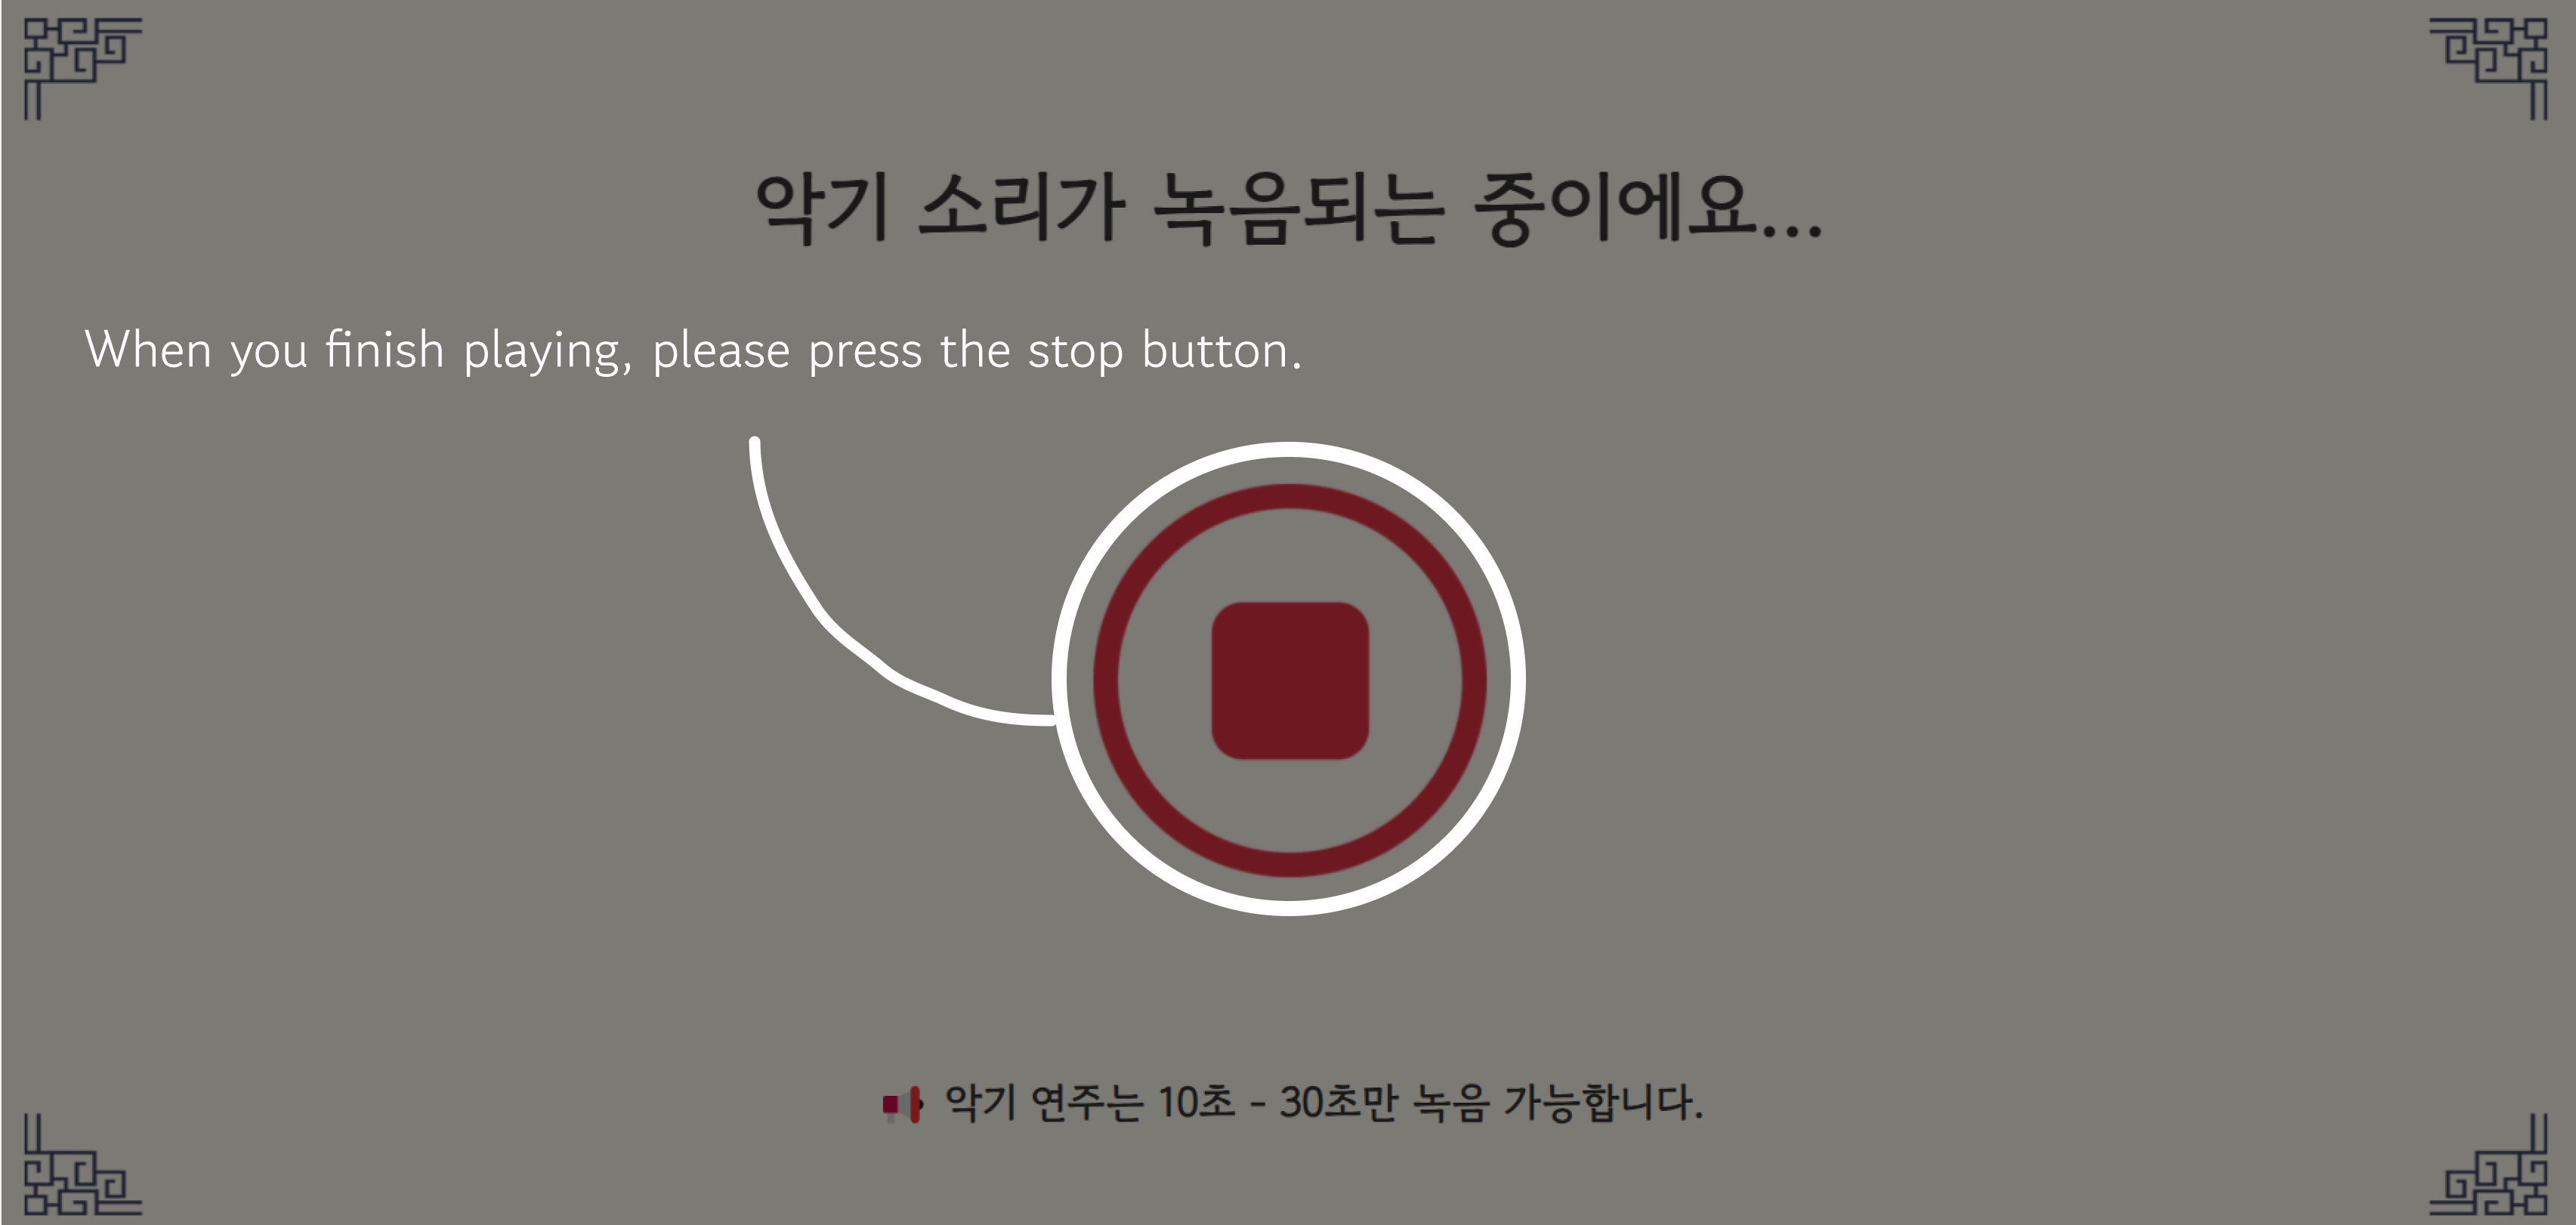 악기 소리가 녹음되는 중이에요...
When you finish playing, please press the stop button.
악기 연주는 10초 - 30초만 녹음 가능합니다.